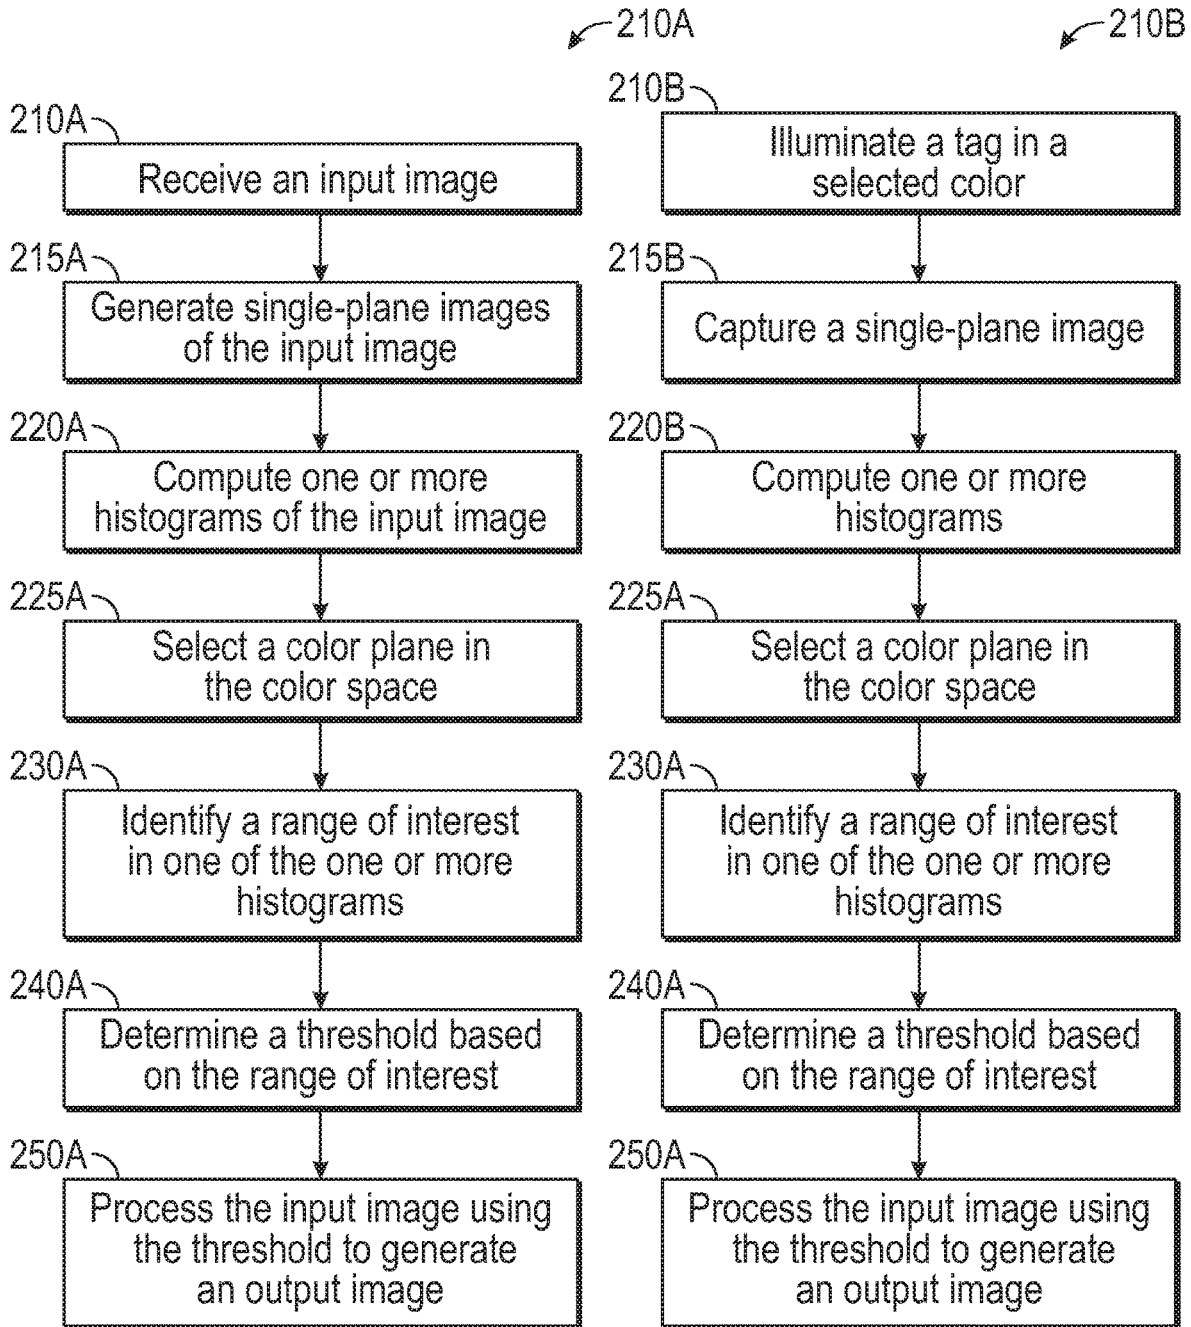 210A
210A
Receive an input image
215A
Generate single-plane images
of the input image
220A
Compute one or more
histograms of the input image
225A
Select a color plane in
the color space
230A
Identify a range of interest
in one of the one or more
histograms
240A
Determine a threshold based
on the range of interest
250A
Process the input image using
the threshold to generate
an output image
210B
210B
Illuminate a tag in a
selected color
215B
Capture a single-plane image
220B
Compute one or more
histograms
225A
Select a color plane in
the color space
230A
Identify a range of interest
in one of the one or more
histograms
240A
Determine a threshold based
on the range of interest
250A
Process the input image using
the threshold to generate
an output image